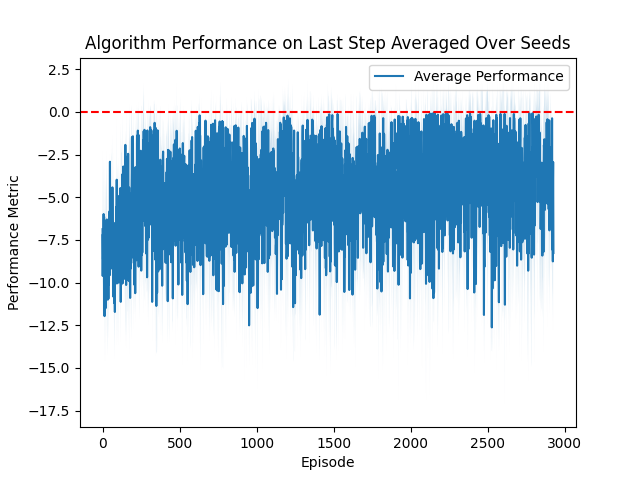 Algorithm Performance on Last Step Averaged Over Seeds
Average Performance
Performance Metric
2.5
0.0
−2.5
−5.0
−7.5
−10.0
−12.5
−15.0
−17.5
0 500 1000 1500 2000 2500 3000
Episode